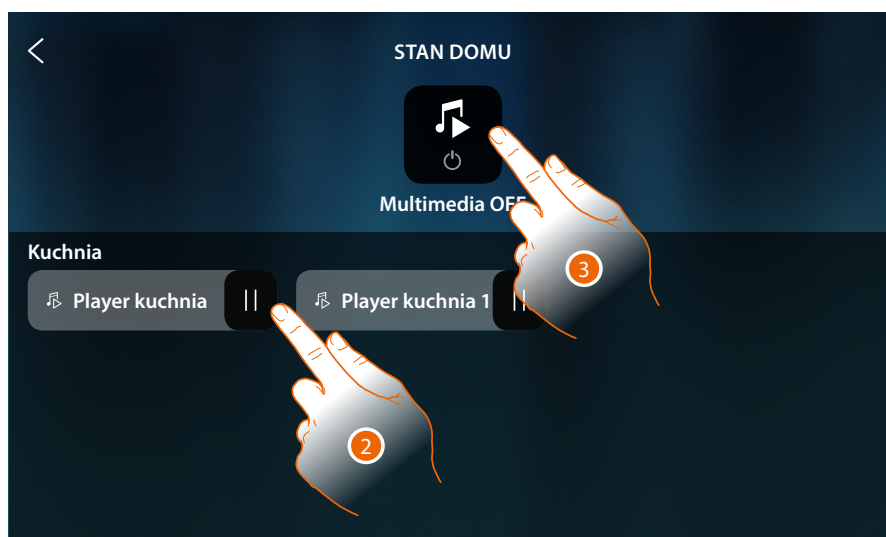 STAN DOMU
Multimedia OFF
Kuchnia
Player kuchnia
Player kuchnia 1
3
2